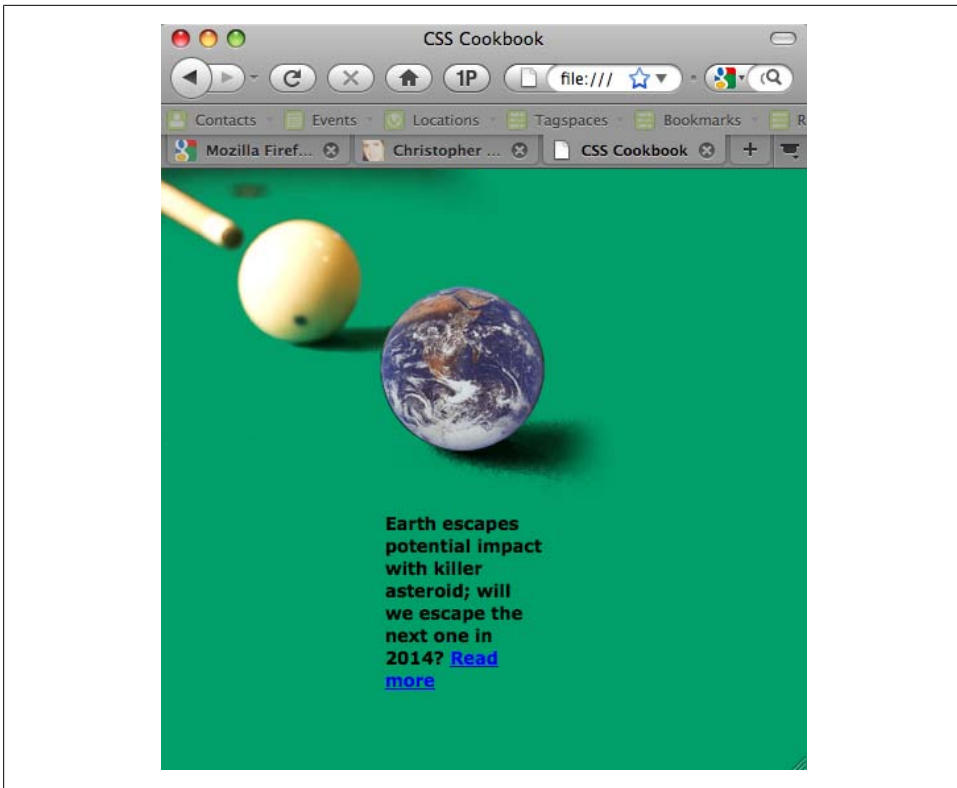 CSS Cookbook
1P file:///
Contacts Events Locations Tagspaces Bookmarks R
Mozilla Firef... Christopher ... CSS Cookbook +
Earth escapes
potential impact
with killer
asteroid; will
we escape the
next one in
2014? Read
more